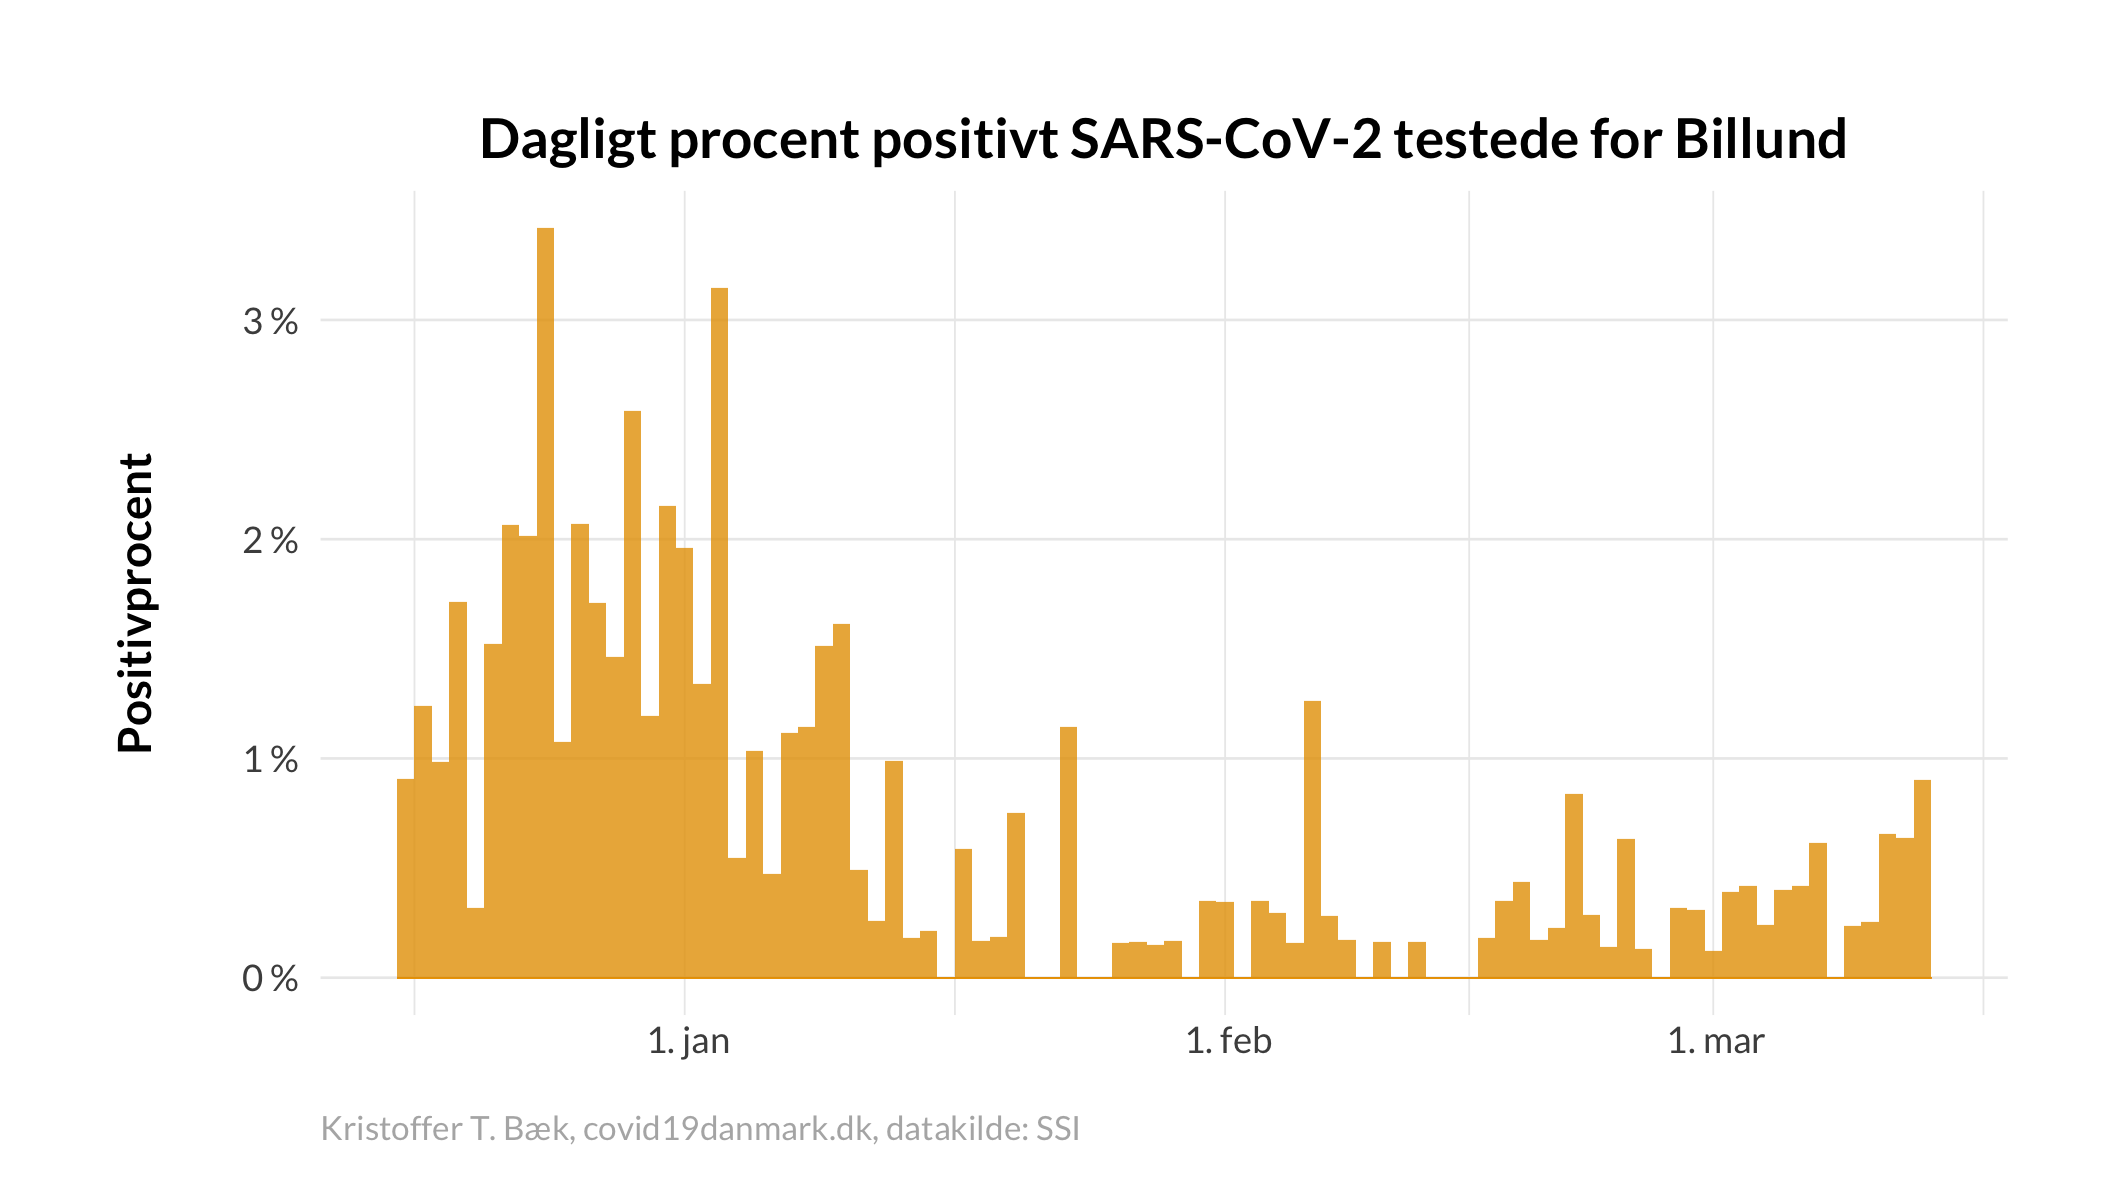 Dagligt procent positivt SARS-CoV-2 testede for Billund
Positivprocent
3 %
2 %
1 %
0 %
1. jan
1. feb
1. mar
Kristoffer T. Bæk, covid19danmark.dk, datakilde: SSI